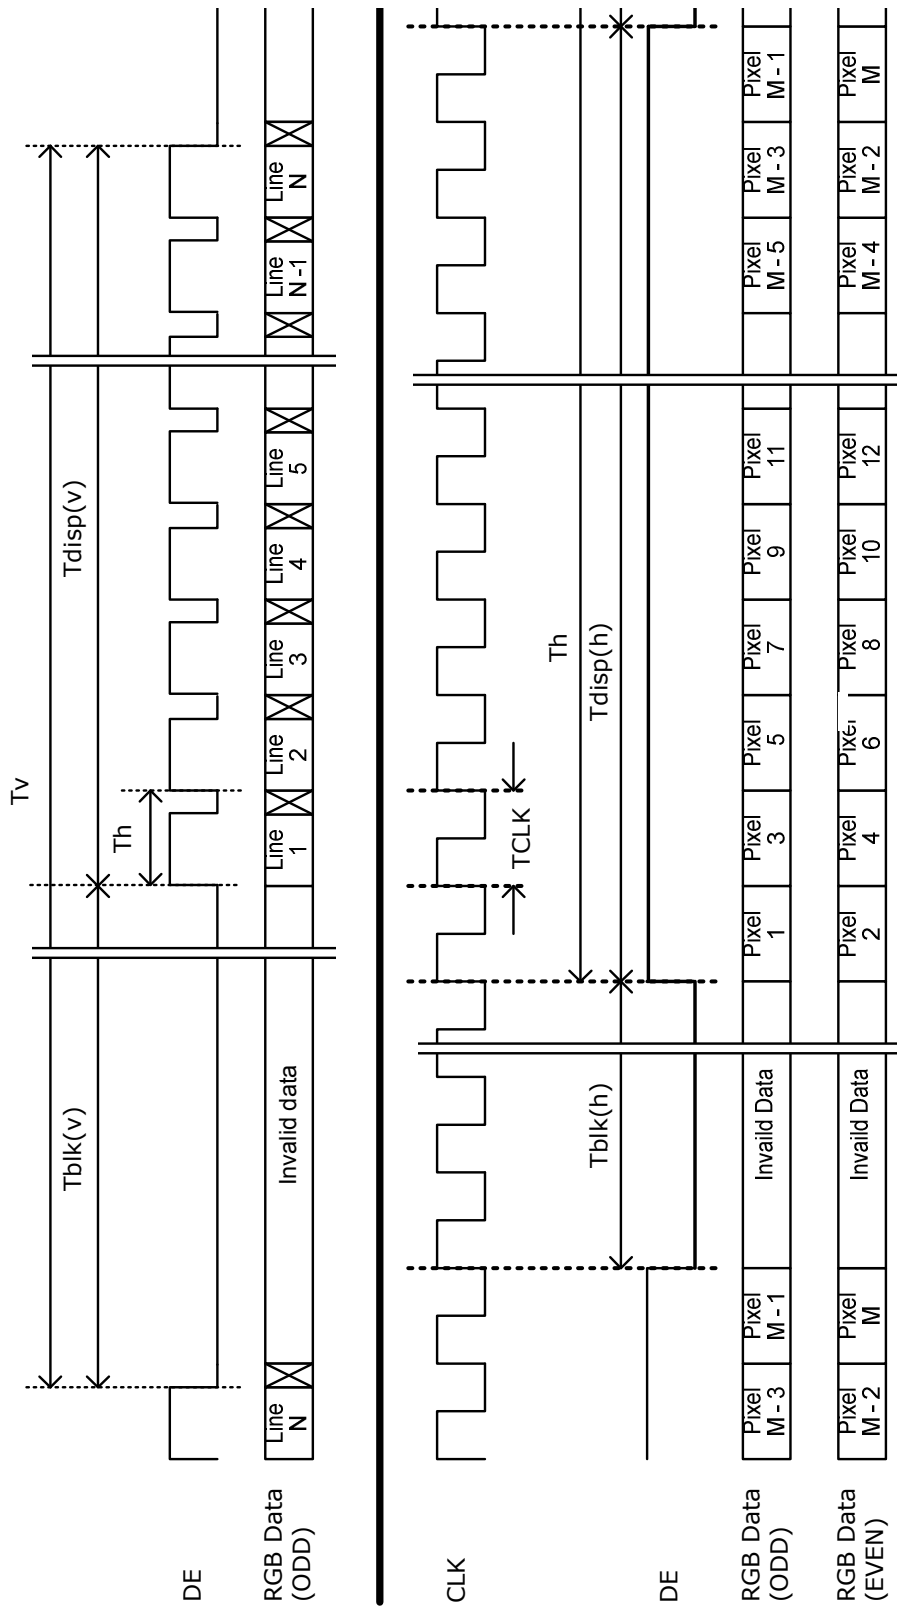 Tv
Tblk(v)
Tdisp(v)
Th
DE
RGB Data
(ODD)
Line
N
Invalid data
Line
1
Line
2
Line
3
Line
4
Line
5
Line
N-1
Line
N
CLK
TCLK
Th
Tblk(h)
Tdisp(h)
DE
RGB Data
(ODD)
Pixel
M - 3
Pixel
M - 1
Invaild Data
Pixel
1
Pixel
3
Pixel
5
Pixel
7
Pixel
9
Pixel
11
Pixel
M - 5
Pixel
M - 3
Pixel
M - 1
RGB Data
(EVEN)
Pixel
M - 2
Pixel
M
Invaild Data
Pixel
2
Pixel
4
Pixel
6
Pixel
8
Pixel
10
Pixel
12
Pixel
M - 4
Pixel
M - 2
Pixel
M